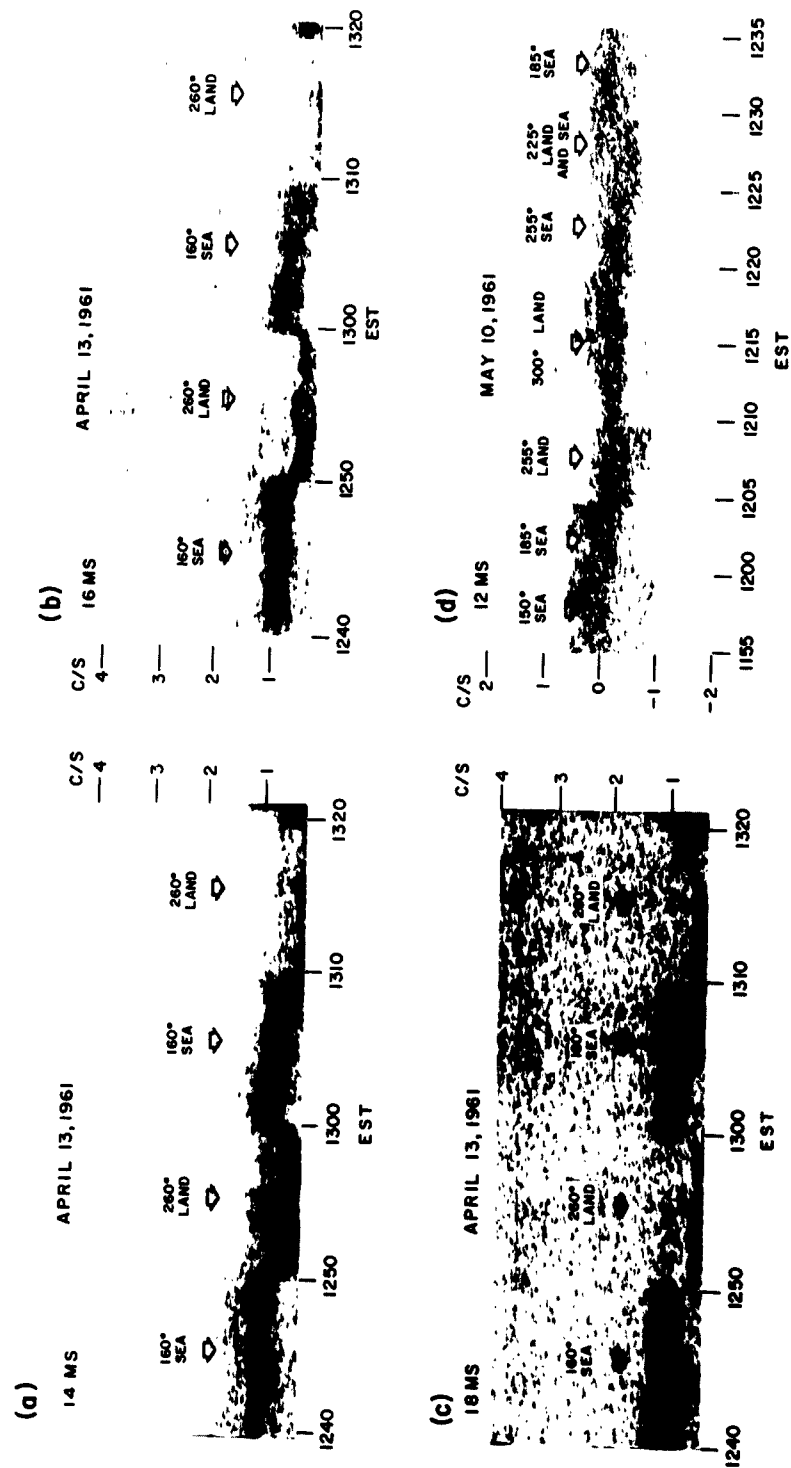 (a)
14 MS
APRIL 13, 1961
160°
SEA
260°
LAND
160°
SEA
260°
LAND
C/S
4
3
2
1
1240
1250
1300
1310
1320
EST
(b)
16 MS
APRIL 13, 1961
C/S
4
3
2
1
160°
SEA
260°
LAND
160°
SEA
260°
LAND
1240
1250
1300
1310
1320
EST
(c)
18 MS
APRIL 13, 1961
160°
SEA
260°
LAND
160°
SEA
260°
LAND
C/S
4
3
2
1
1240
1250
1300
1310
1320
EST
(d)
12 MS
MAY 10, 1961
C/S
2
1
0
-1
-2
150°
SEA
185°
SEA
255°
LAND
300° LAND
255°
SEA
225°
LAND
AND SEA
185°
SEA
1155
1200
1205
1210
1215
1220
1225
1230
1235
EST